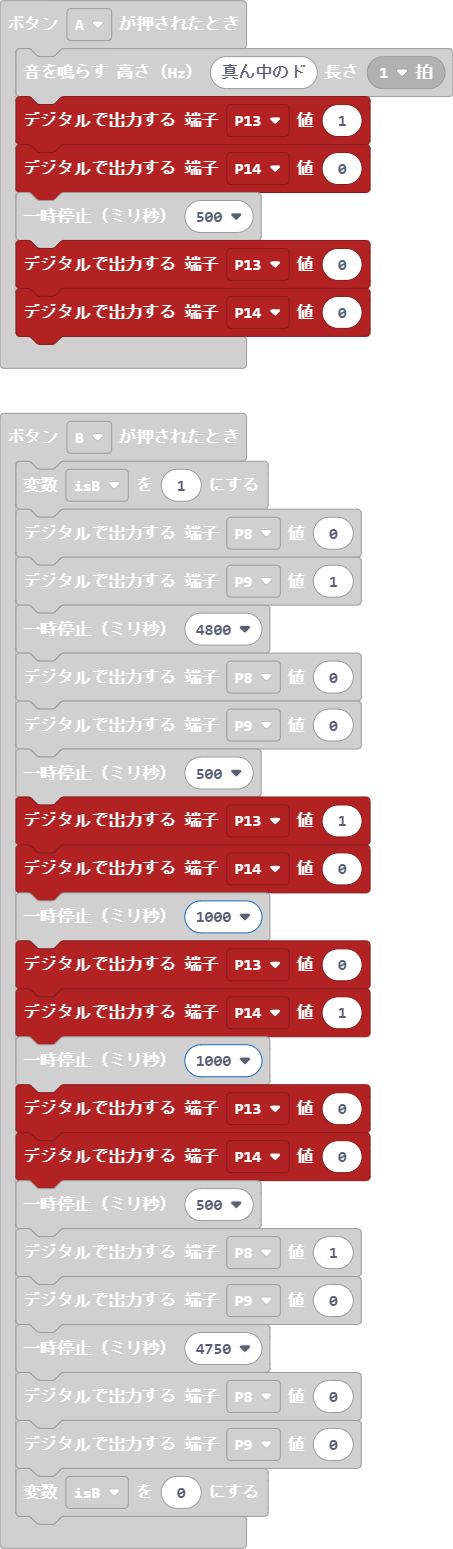 ボタン A が押されたとき
音を鳴らす 高さ（Hz） 真ん中のド 長さ 1 拍
デジタルで出力する 端子 P13 値 1
デジタルで出力する 端子 P14 値 0
一時停止（ミリ秒） 500
デジタルで出力する 端子 P13 値 0
デジタルで出力する 端子 P14 値 0
ボタン B が押されたとき
変数 isB を 1 にする
デジタルで出力する 端子 P8 値 0
デジタルで出力する 端子 P9 値 1
一時停止（ミリ秒） 4800
デジタルで出力する 端子 P8 値 0
デジタルで出力する 端子 P9 値 0
一時停止（ミリ秒） 500
デジタルで出力する 端子 P13 値 1
デジタルで出力する 端子 P14 値 0
一時停止（ミリ秒） 1000
デジタルで出力する 端子 P13 値 0
デジタルで出力する 端子 P14 値 1
一時停止（ミリ秒） 1000
デジタルで出力する 端子 P13 値 0
デジタルで出力する 端子 P14 値 0
一時停止（ミリ秒） 500
デジタルで出力する 端子 P8 値 1
デジタルで出力する 端子 P9 値 0
一時停止（ミリ秒） 4750
デジタルで出力する 端子 P8 値 0
デジタルで出力する 端子 P9 値 0
変数 isB を 0 にする